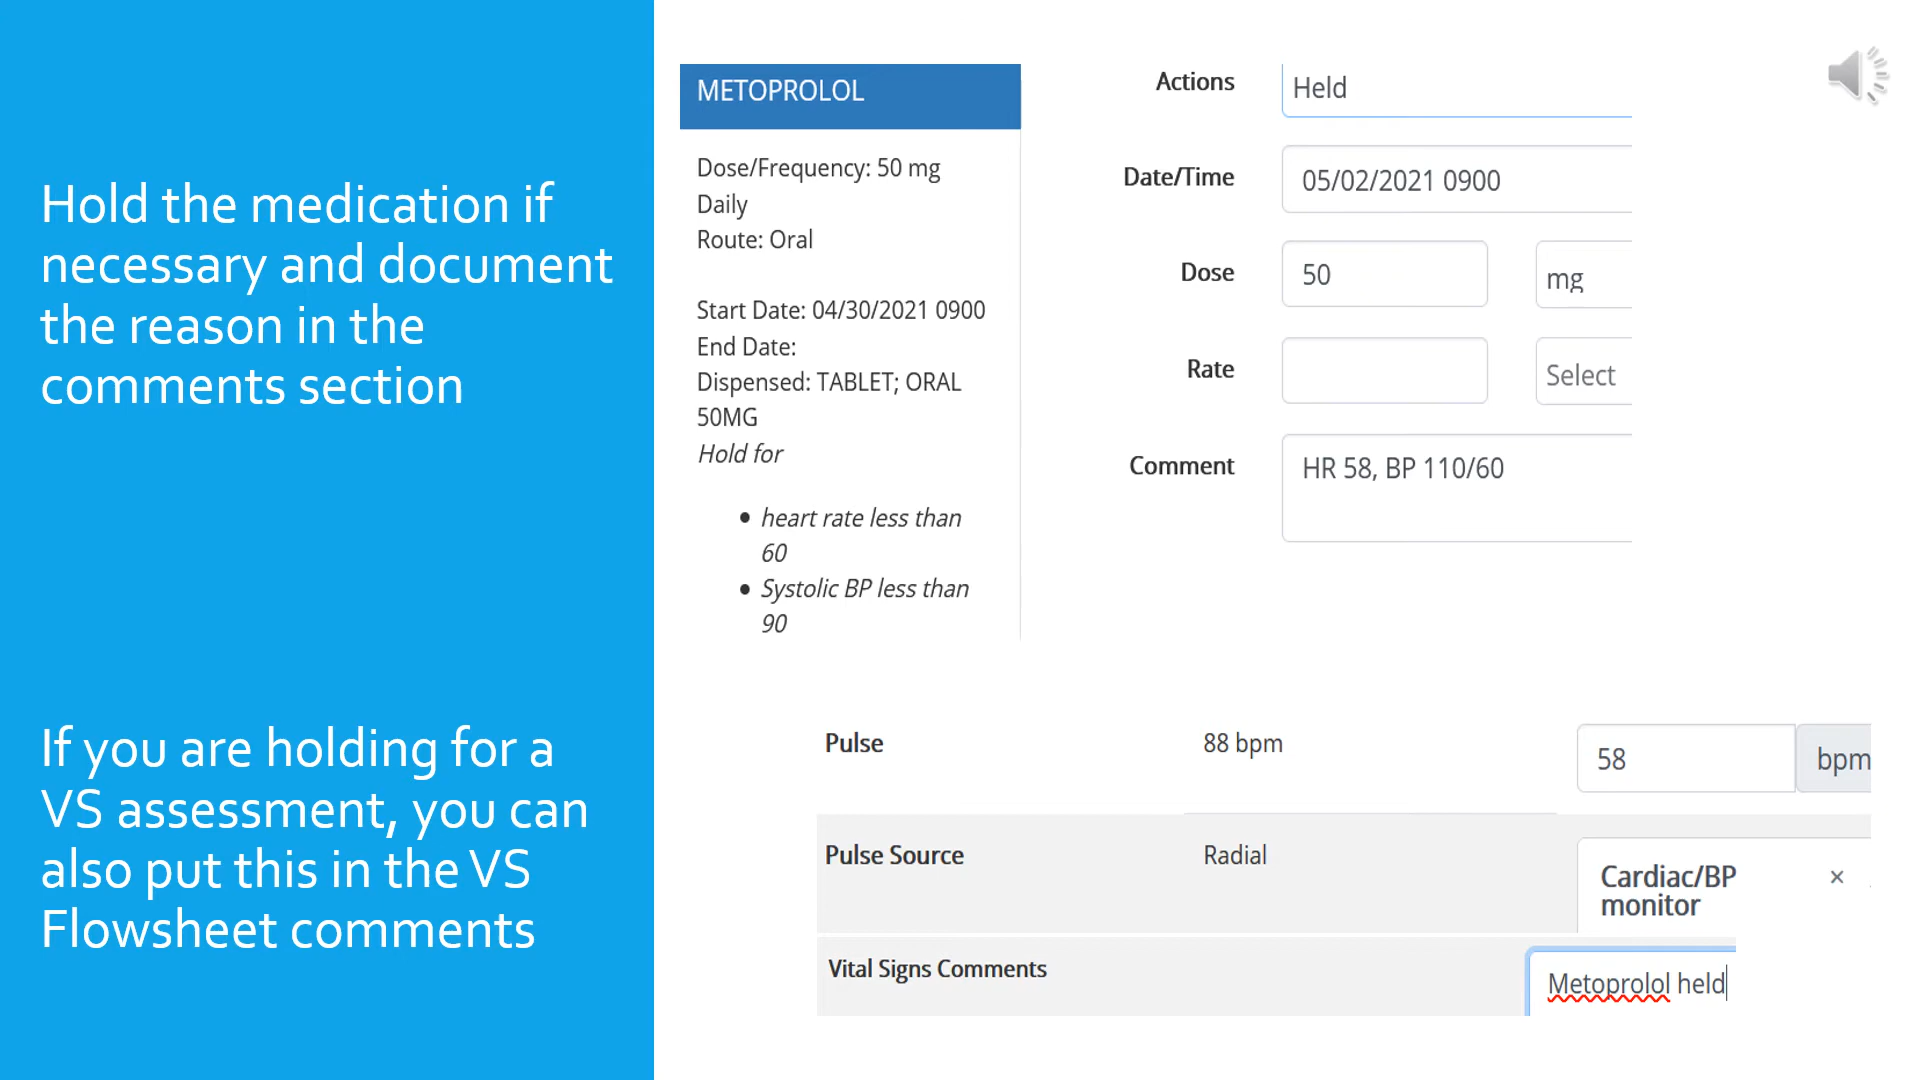 Hold the medication if
necessary and document
the reason in the
comments section
If you are holding for a
VS assessment, you can
also put this in the VS
Flowsheet comments
METOPROLOL
Dose/Frequency: 50 mg
Daily
Route: Oral
Start Date: 04/30/2021 0900
End Date:
Dispensed: TABLET; ORAL
50MG
Hold for
• heart rate less than
60
• Systolic BP less than
90
Actions Held
Date/Time 05/02/2021 0900
Dose 50 mg
Rate Select
Comment HR 58, BP 110/60
Pulse 88 bpm 58 bpm
Pulse Source Radial Cardiac/BP ×
monitor
Vital Signs Comments Metoprolol held